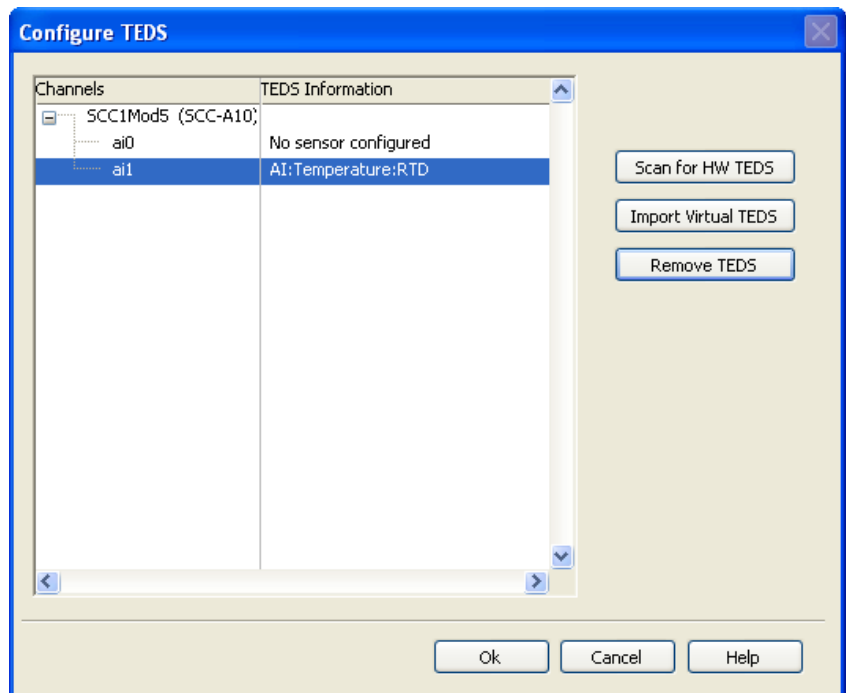 Configure TEDS
Channels TEDS Information
SCC1Mod5 (SCC-A10)
ai0 No sensor configured
ai1 AI:Temperature:RTD
Scan for HW TEDS
Import Virtual TEDS
Remove TEDS
Ok Cancel Help